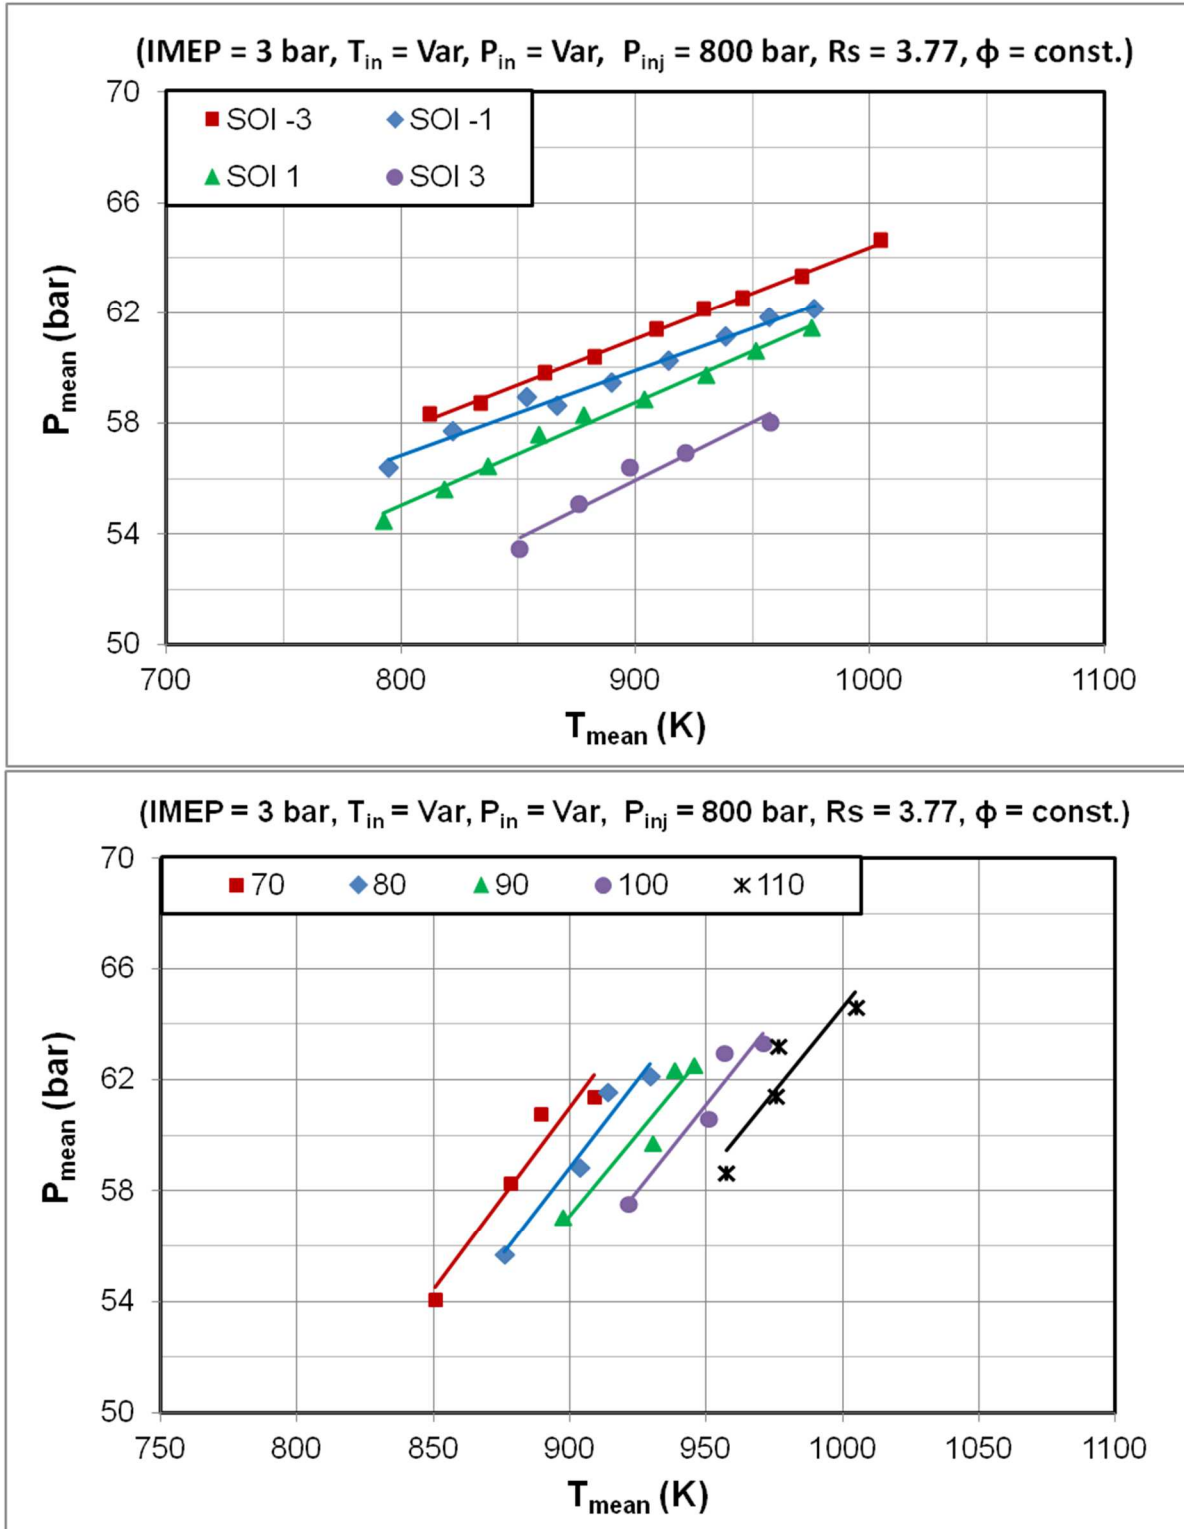 (IMEP = 3 bar, Tin = Var, Pin = Var, Pinj = 800 bar, Rs = 3.77, ϕ = const.)
70
SOI -3 SOI -1
SOI 1 SOI 3
66
62
58
54
50
Pmean (bar)
700 800 900 1000 1100
Tmean (K)
(IMEP = 3 bar, Tin = Var, Pin = Var, Pinj = 800 bar, Rs = 3.77, ϕ = const.)
70
70 80 90 100 110
66
62
58
54
50
Pmean (bar)
750 800 850 900 950 1000 1050 1100
Tmean (K)